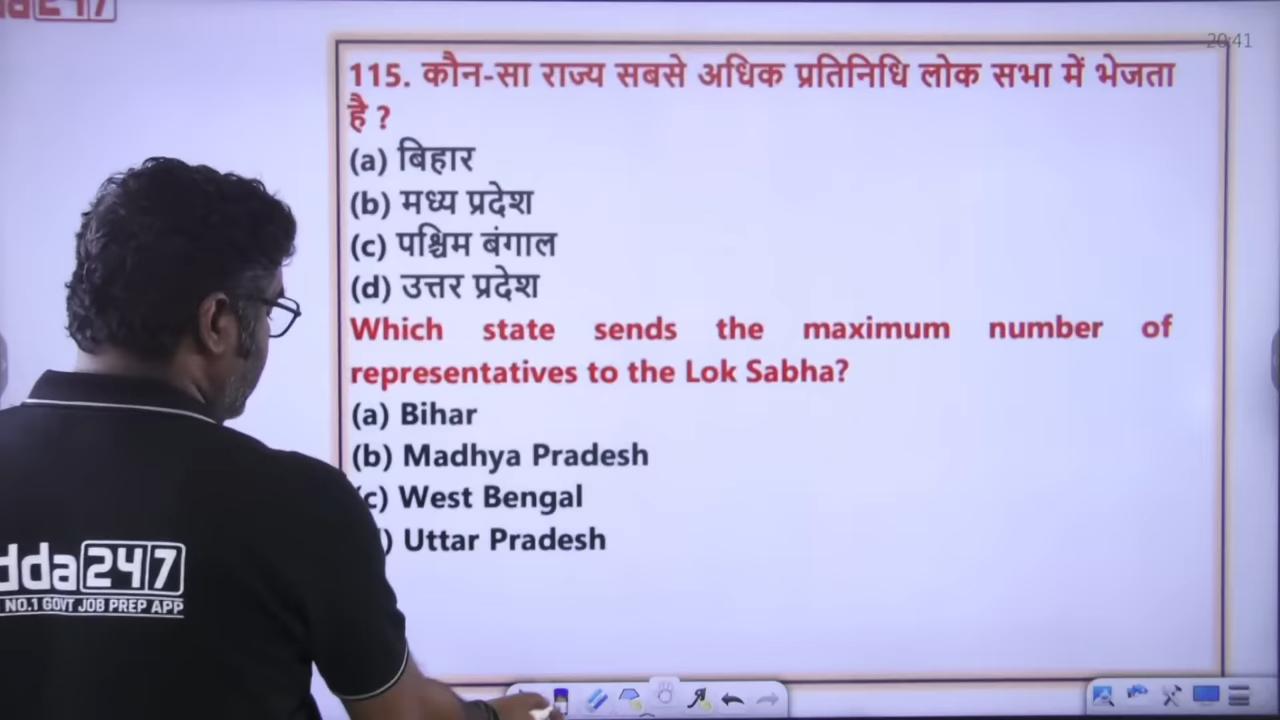 247
20:41
115. कौन-सा राज्य सबसे अधिक प्रतिनिधि लोक सभा में भेजता
है ?
(a) बिहार
(b) मध्य प्रदेश
(c) पश्चिम बंगाल
(d) उत्तर प्रदेश
Which state sends the maximum number of
representatives to the Lok Sabha?
(a) Bihar
(b) Madhya Pradesh
(c) West Bengal
) Uttar Pradesh
dda247
NO.1 GOVT JOB PREP APP